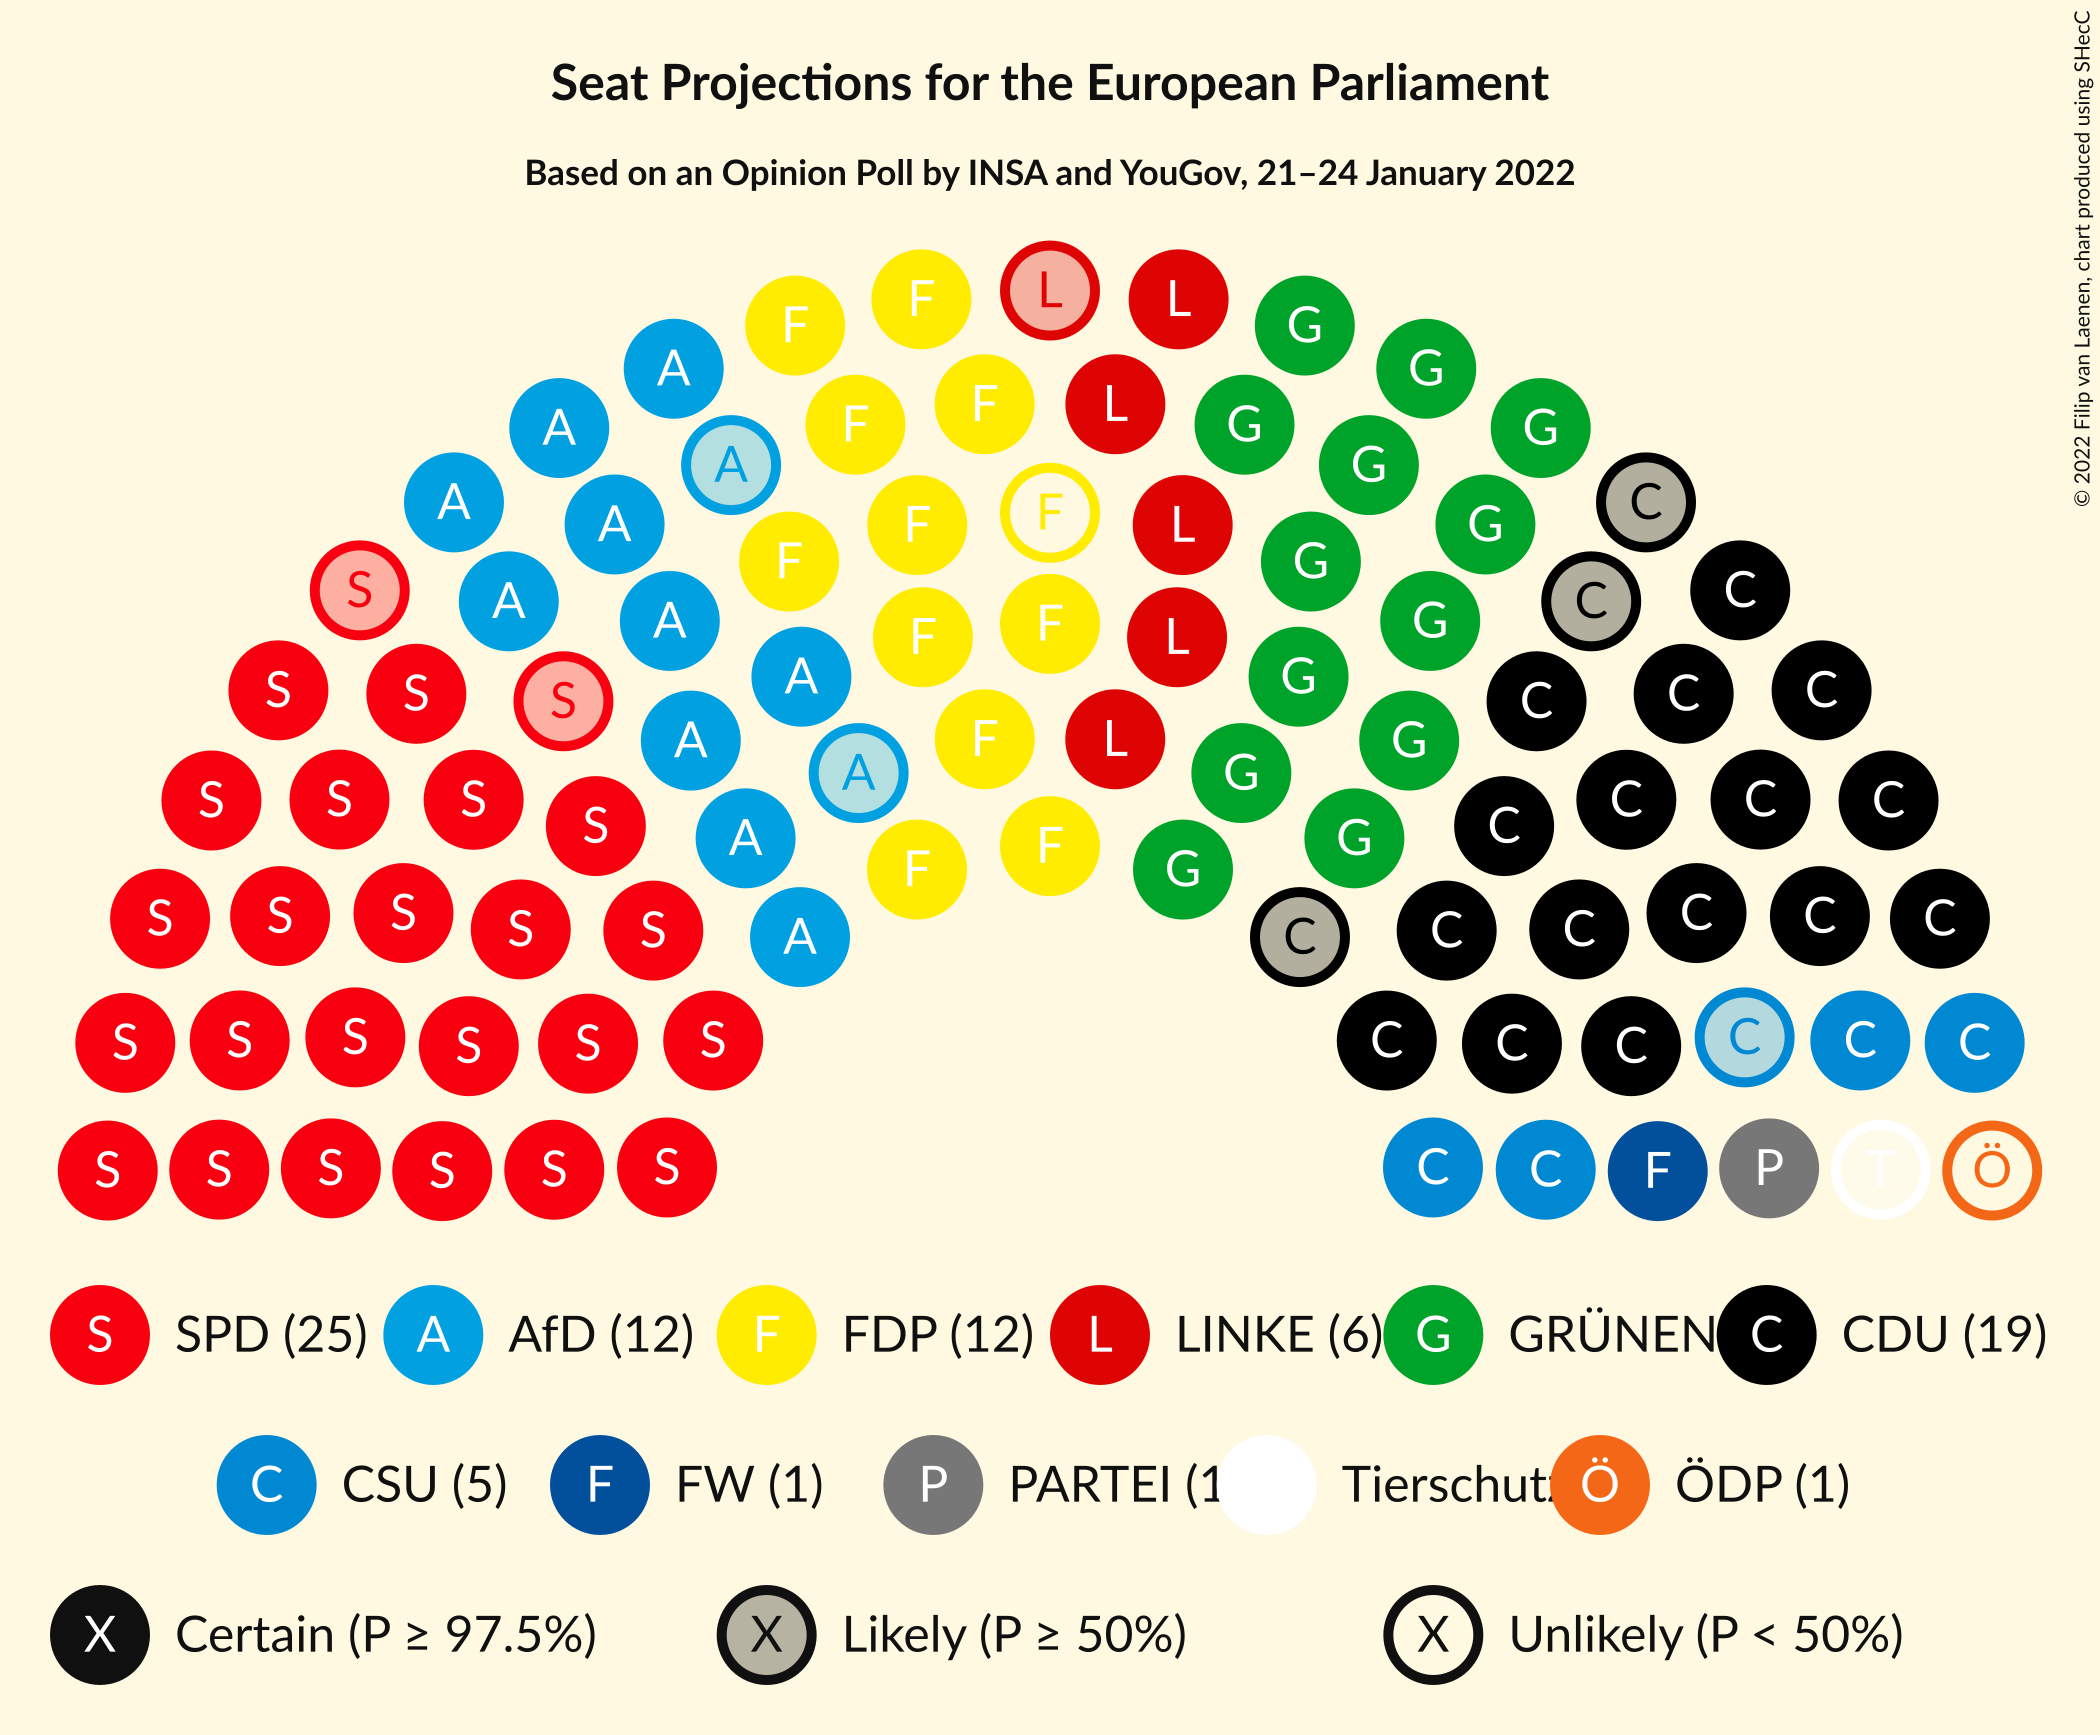 Seat Projections for the European Parliament
Based on an Opinion Poll by INSA and YouGov, 21–24 January 2022
© 2022 Filip van Laenen, chart produced using SHecC
L
F L
F G
A G
F F L G
A G
A A F G G C
F F F L G
A A G C
S A F F L G G C
S S S A A G C C C
A F L G
S S S S A A G G C C C C
S S S S S A F F G G C C C C C C
S S S S S S A C C C C C C C
S S S S S S C C F P T Ö
S SPD (25) A AfD (12) F FDP (12) L LINKE (6) G GRÜNEN C CDU (19)
C CSU (5) F FW (1) P PARTEI (1 Tierschutz Ö ÖDP (1)
X Certain (P ≥ 97.5%) X Likely (P ≥ 50%) X Unlikely (P < 50%)